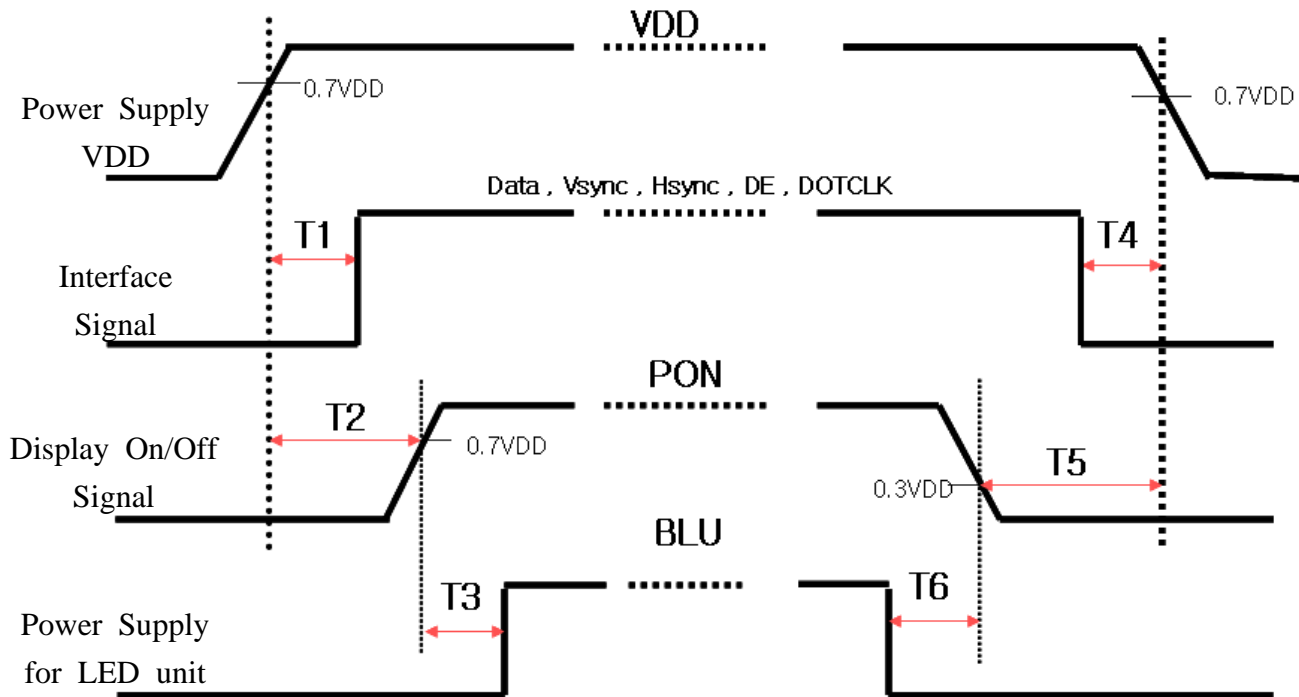 VDD
0.7VDD
0.7VDD
Power Supply
VDD
Data , Vsync , Hsync , DE , DOTCLK
T1
T4
Interface
Signal
PON
T2
0.7VDD
Display On/Off
Signal
T5
0.3VDD
BLU
T3
T6
Power Supply
for LED unit